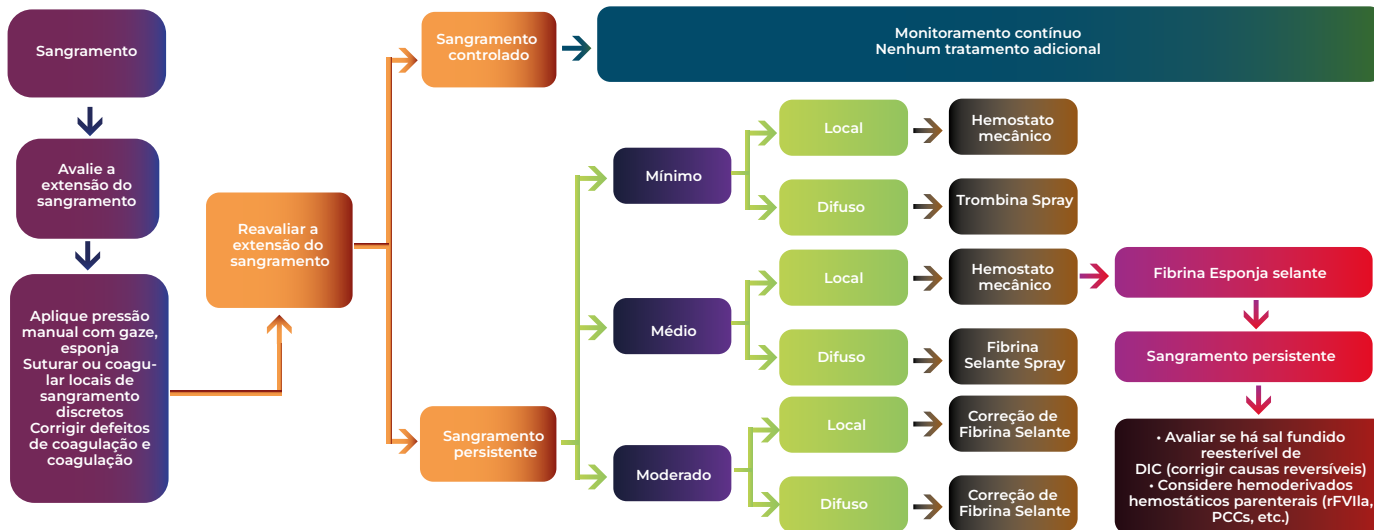 Sangramento
Avalie a
extensão do
sangramento
Aplique pressão
manual com gaze,
esponja
Suturar ou coagu-
lar locais de
sangramento
discretos
Corrigir defeitos
de coagulação e
coagulação
Reavaliar a
extensão do
sangramento
Sangramento
controlado
Monitoramento contínuo
Nenhum tratamento adicional
Sangramento
persistente
Mínimo
Local
Hemostato
mecânico
Difuso
Trombina Spray
Médio
Local
Hemostato
mecânico
Fibrina Esponja selante
Sangramento persistente
• Avaliar se há sal fundido
reesterível de
DIC (corrigir causas reversíveis)
• Considere hemoderivados
hemostáticos parenterais (rFVIIa,
PCCs, etc.)
Difuso
Fibrina
Selante Spray
Moderado
Local
Correção de
Fibrina Selante
Difuso
Correção de
Fibrina Selante